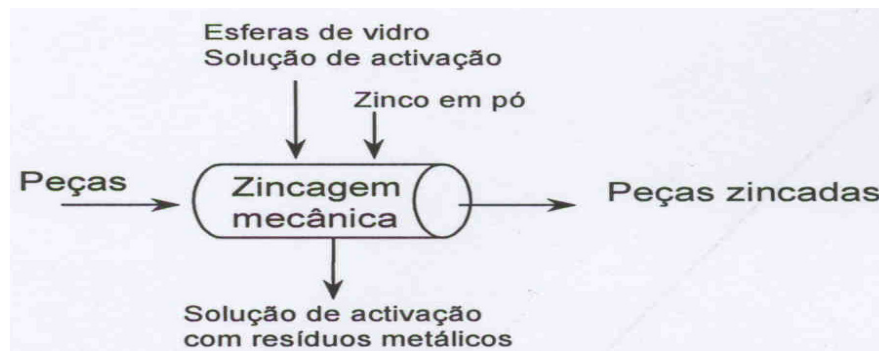 Esferas de vidro
Solução de activação
Zinco em pó
Peças
Zincagem
mecânica
Peças zincadas
Solução de activação
com resíduos metálicos